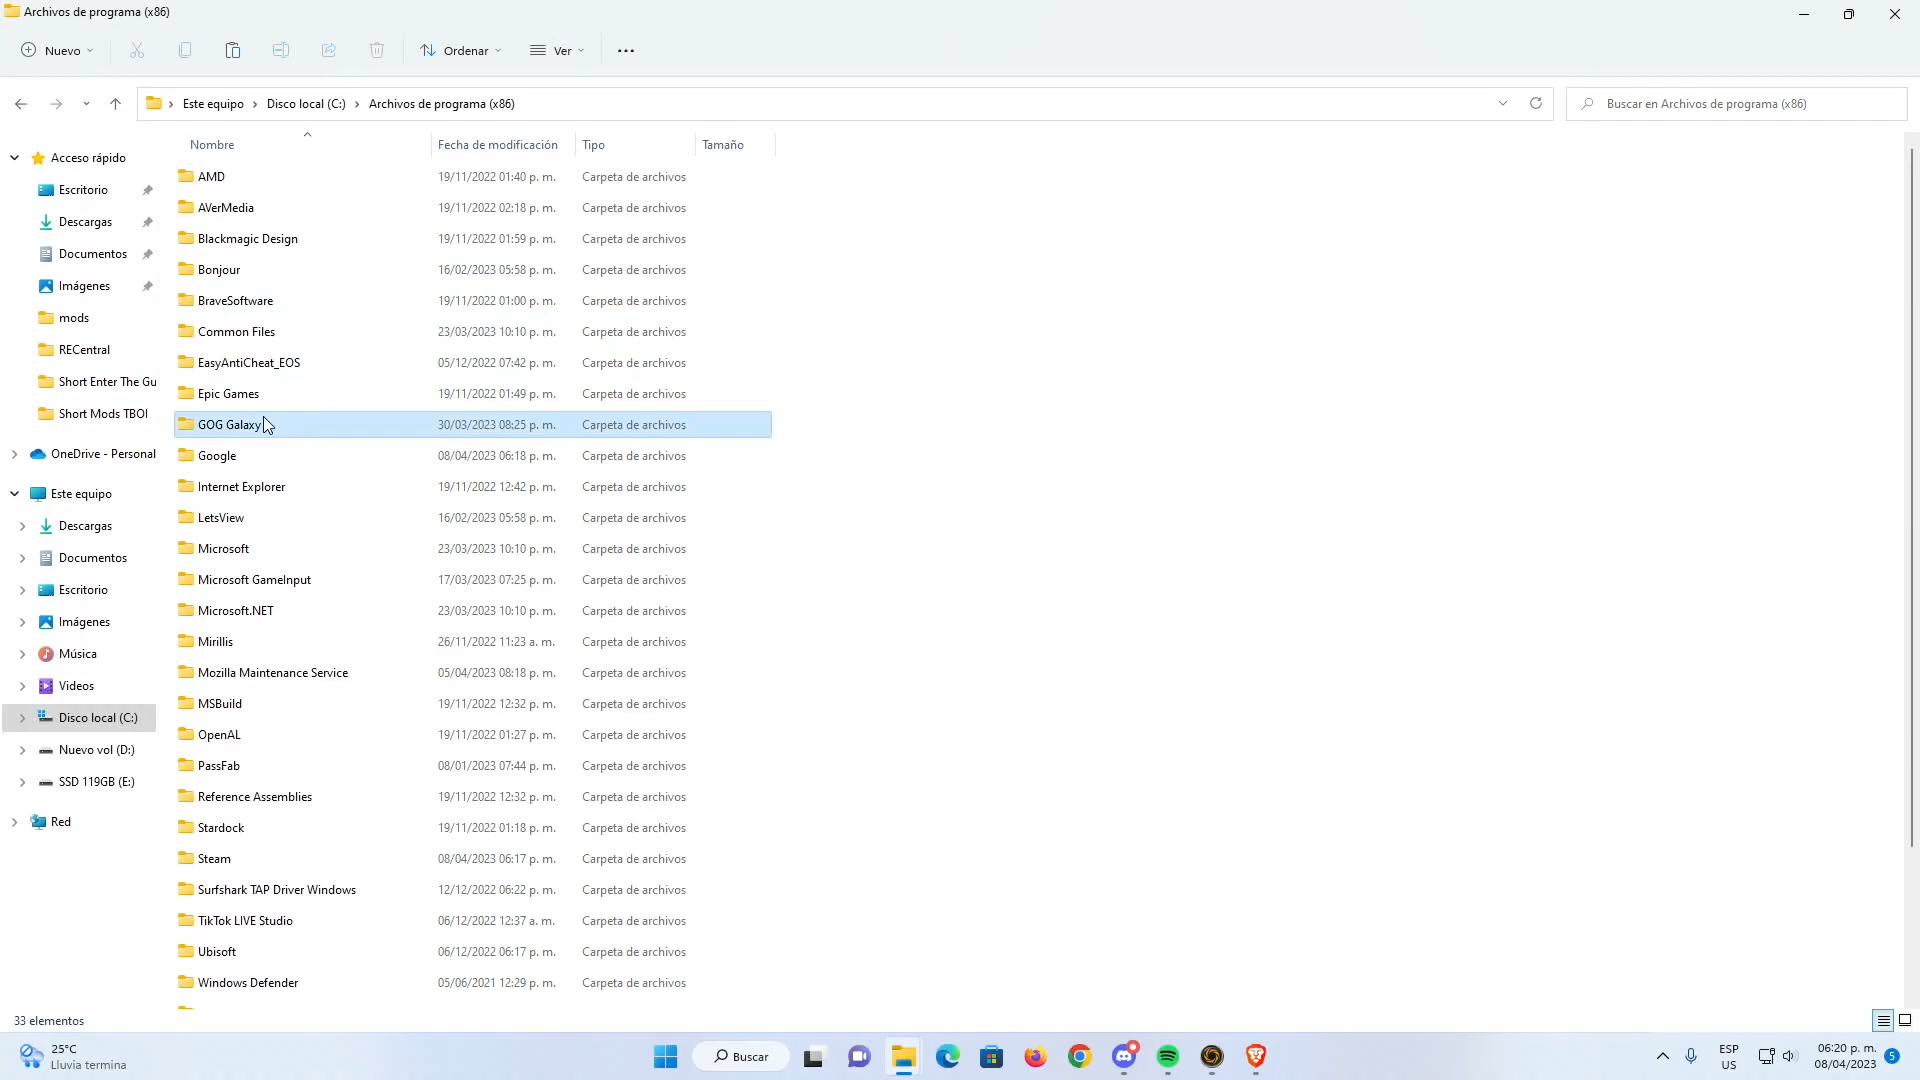 Archivos de programa (x86)
Nuevo
Ordenar
Ver
Este equipo > Disco local (C:) > Archivos de programa (x86)
Buscar en Archivos de programa (x86)
Nombre Fecha de modificación Tipo Tamaño
Acceso rápido
Escritorio
Descargas
Documentos
Imágenes
mods
RECentral
Short Enter The Gu
Short Mods TBOI
OneDrive - Personal
Este equipo
Descargas
Documentos
Escritorio
Imágenes
Música
Videos
Disco local (C:)
Nuevo vol (D:)
SSD 119GB (E:)
Red
AMD 19/11/2022 01:40 p. m. Carpeta de archivos
AVerMedia 19/11/2022 02:18 p. m. Carpeta de archivos
Blackmagic Design 19/11/2022 01:59 p. m. Carpeta de archivos
Bonjour 16/02/2023 05:58 p. m. Carpeta de archivos
BraveSoftware 19/11/2022 01:00 p. m. Carpeta de archivos
Common Files 23/03/2023 10:10 p. m. Carpeta de archivos
EasyAntiCheat_EOS 05/12/2022 07:42 p. m. Carpeta de archivos
Epic Games 19/11/2022 01:49 p. m. Carpeta de archivos
GOG Galaxy 30/03/2023 08:25 p. m. Carpeta de archivos
Google 08/04/2023 06:18 p. m. Carpeta de archivos
Internet Explorer 19/11/2022 12:42 p. m. Carpeta de archivos
LetsView 16/02/2023 05:58 p. m. Carpeta de archivos
Microsoft 23/03/2023 10:10 p. m. Carpeta de archivos
Microsoft GameInput 17/03/2023 07:25 p. m. Carpeta de archivos
Microsoft.NET 23/03/2023 10:10 p. m. Carpeta de archivos
Mirillis 26/11/2022 11:23 a. m. Carpeta de archivos
Mozilla Maintenance Service 05/04/2023 08:18 p. m. Carpeta de archivos
MSBuild 19/11/2022 12:32 p. m. Carpeta de archivos
OpenAL 19/11/2022 01:27 p. m. Carpeta de archivos
PassFab 08/01/2023 07:44 p. m. Carpeta de archivos
Reference Assemblies 19/11/2022 12:32 p. m. Carpeta de archivos
Stardock 19/11/2022 01:18 p. m. Carpeta de archivos
Steam 08/04/2023 06:17 p. m. Carpeta de archivos
Surfshark TAP Driver Windows 12/12/2022 06:22 p. m. Carpeta de archivos
TikTok LIVE Studio 06/12/2022 12:37 a. m. Carpeta de archivos
Ubisoft 06/12/2022 06:17 p. m. Carpeta de archivos
Windows Defender 05/06/2021 12:29 p. m. Carpeta de archivos
33 elementos
25°C
Lluvia termina
Buscar
ESP
US
06:20 p. m.
08/04/2023
5